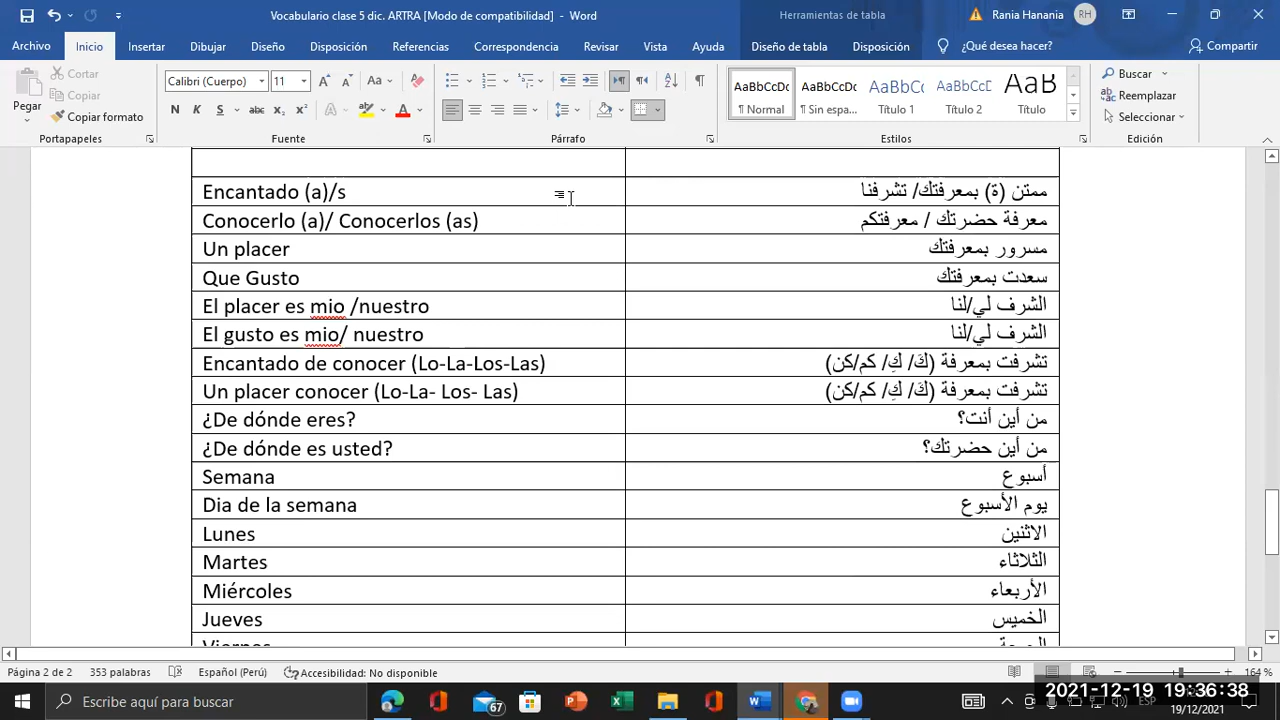 Vocabulario clase 5 dic. ARTRA [Modo de compatibilidad] - Word
Herramientas de tabla
Rania Hanania
RH
Archivo Inicio Insertar Dibujar Diseño Disposición Referencias Correspondencia Revisar Vista Ayuda Diseño de tabla Disposición ¿Qué desea hacer? Compartir
Pegar
Cortar
Copiar
Copiar formato
Portapapeles
Calibri (Cuerpo) 11
N K S abc x₂ x²
Fuente
Párrafo
AaBbCcDc AaBbCcDc AaBbCc AaBbCcD AaB
¶ Normal ¶ Sin espa... Título 1 Título 2 Título
Estilos
Buscar
Reemplazar
Seleccionar
Edición
Encantado (a)/s ممتن (ة) بمعرفتك/ تشرفنا
Conocerlo (a)/ Conocerlos (as) معرفة حضرتك / معرفتكم
Un placer مسرور بمعرفتك
Que Gusto سعدت بمعرفتك
El placer es mio /nuestro الشرف لي/لنا
El gusto es mio/ nuestro الشرف لي/لنا
Encantado de conocer (Lo-La-Los-Las) تشرفت بمعرفة (كَ/ كِ/ كم/كن)
Un placer conocer (Lo-La- Los- Las) تشرفت بمعرفة (كَ/ كِ/ كم/كن)
¿De dónde eres? من أين أنت؟
¿De dónde es usted? من أين حضرتك؟
Semana أسبوع
Dia de la semana يوم الأسبوع
Lunes الاثنين
Martes الثلاثاء
Miércoles الأربعاء
Jueves الخميس
Viernes الجمعة
Página 2 de 2 353 palabras Español (Perú) Accesibilidad: No disponible 164 %
Escribe aquí para buscar
67
ESP
2021-12-19 19:36:38
19/12/2021